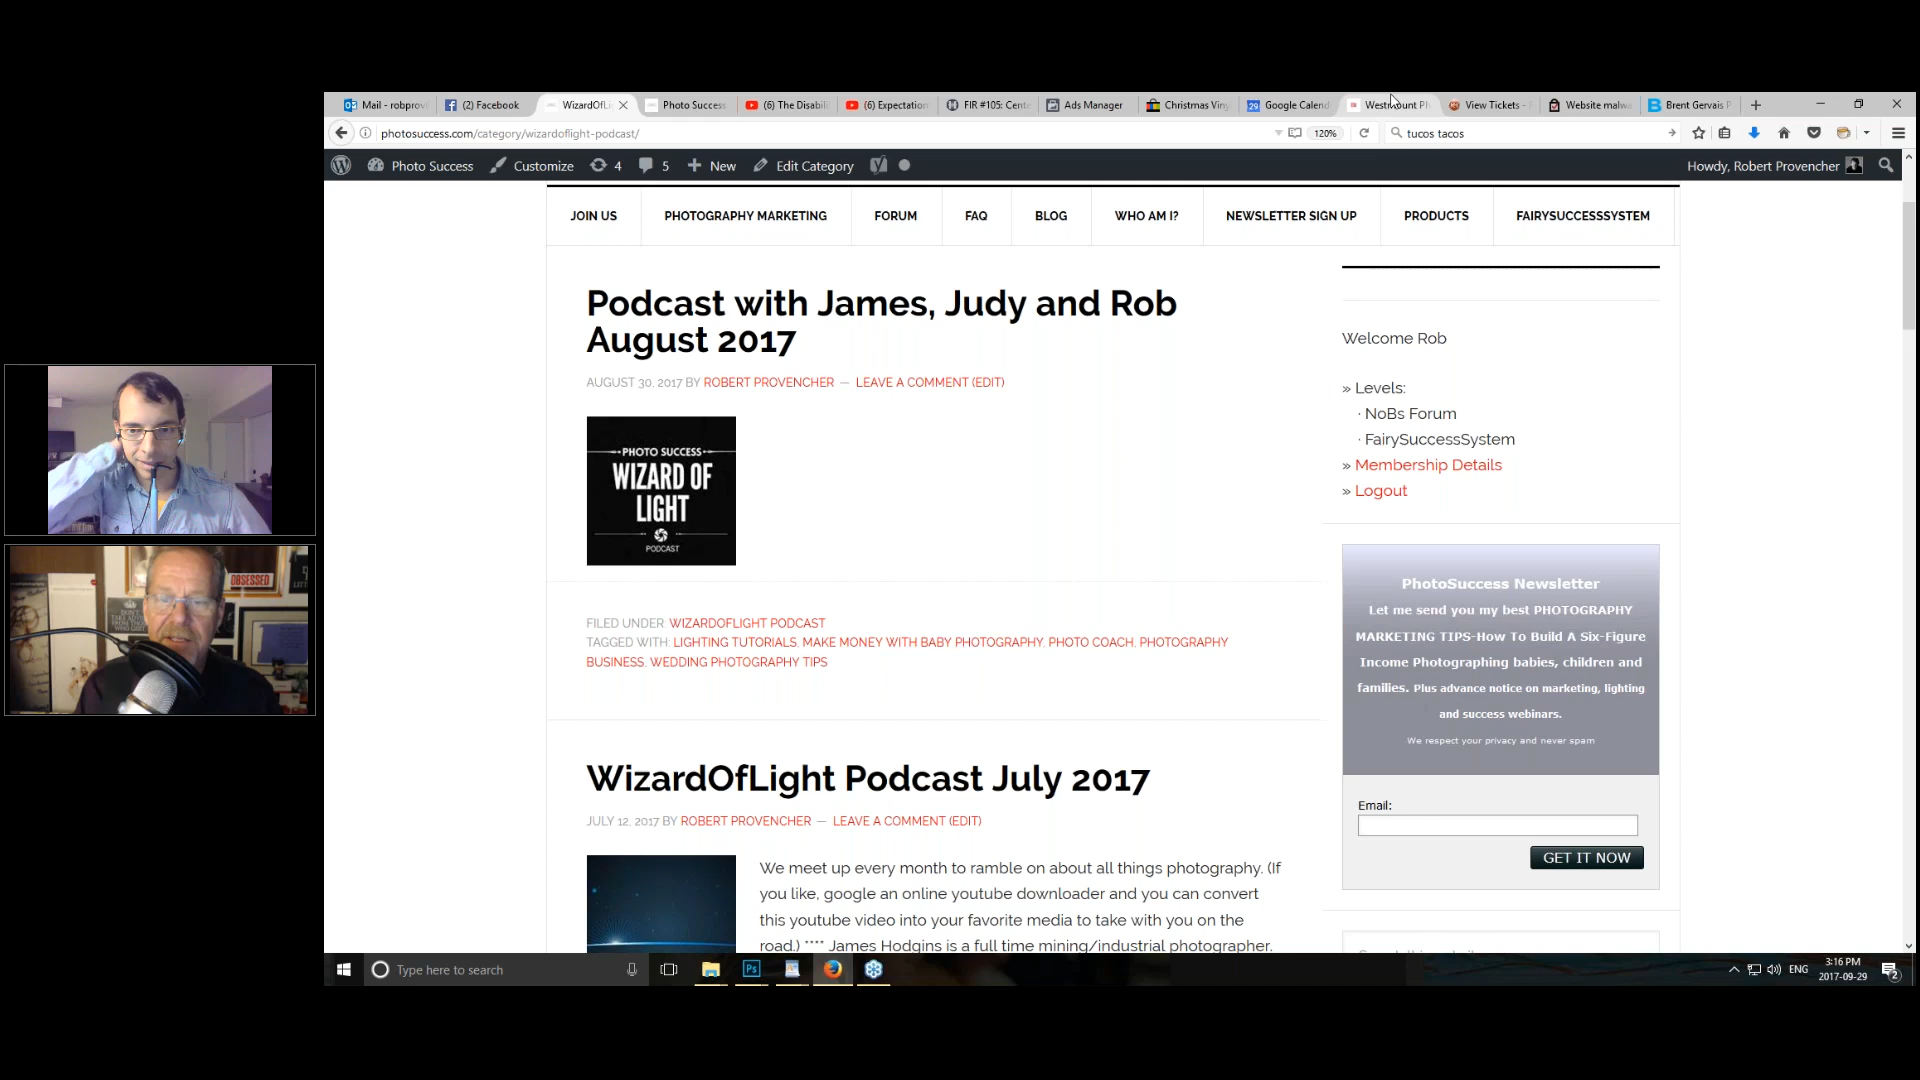 Mail - robprov
(2) Facebook
WizardOfLi
Photo Success
(6) The Disabili
(6) Expectation
FIR #105: Cente
Ads Manager
Christmas Viny
Google Calend
Westmount Ph
View Tickets -
Website malwa
Brent Gervais P
photosuccess.com/category/wizardoflight-podcast/
120%
tucos tacos
Photo Success
Customize
4
5
New
Edit Category
Howdy, Robert Provencher
JOIN US
PHOTOGRAPHY MARKETING
FORUM
FAQ
BLOG
WHO AM I?
NEWSLETTER SIGN UP
PRODUCTS
FAIRYSUCCESSSYSTEM
Podcast with James, Judy and Rob
August 2017
AUGUST 30, 2017 BY ROBERT PROVENCHER — LEAVE A COMMENT (EDIT)
PHOTO SUCCESS
WIZARD OF
LIGHT
PODCAST
FILED UNDER: WIZARDOFLIGHT PODCAST
TAGGED WITH: LIGHTING TUTORIALS, MAKE MONEY WITH BABY PHOTOGRAPHY, PHOTO COACH, PHOTOGRAPHY
BUSINESS, WEDDING PHOTOGRAPHY TIPS
WizardOfLight Podcast July 2017
JULY 12, 2017 BY ROBERT PROVENCHER — LEAVE A COMMENT (EDIT)
We meet up every month to ramble on about all things photography. (If
you like, google an online youtube downloader and you can convert
this youtube video into your favorite media to take with you on the
road.) **** James Hodgins is a full time mining/industrial photographer.
Welcome Rob
» Levels:
· NoBs Forum
· FairySuccessSystem
» Membership Details
» Logout
PhotoSuccess Newsletter
Let me send you my best PHOTOGRAPHY
MARKETING TIPS-How To Build A Six-Figure
Income Photographing babies, children and
families. Plus advance notice on marketing, lighting
and success webinars.
We respect your privacy and never spam
Email:
GET IT NOW
OBSESSED
DON'T
TAKE ADVICE
FROM THOSE
Type here to search
Ps
ENG
3:16 PM
2017-09-29
2